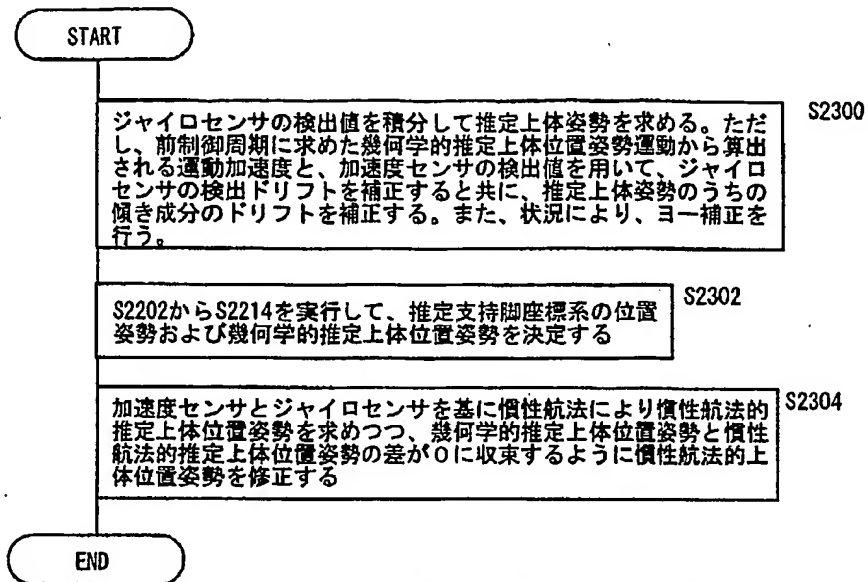 START
S2300
ジャイロセンサの検出値を積分して推定上体姿勢を求める。ただ
し、前制御周期に求めた幾何学的推定上体位置姿勢運動から算出
される運動加速度と、加速度センサの検出値を用いて、ジャイロ
センサの検出ドリフトを補正すると共に、推定上体姿勢のうちの
傾き成分のドリフトを補正する。また、状況により、ヨー補正を
行う。
S2302
S2202からS2214を実行して、推定支持脚座標系の位置
姿勢および幾何学的推定上体位置姿勢を決定する
S2304
加速度センサとジャイロセンサを基に慣性航法により慣性航法的
推定上体位置姿勢を求めつつ、幾何学的推定上体位置姿勢と慣性
航法的推定上体位置姿勢の差が0に収束するように慣性航法的上
体位置姿勢を修正する
END